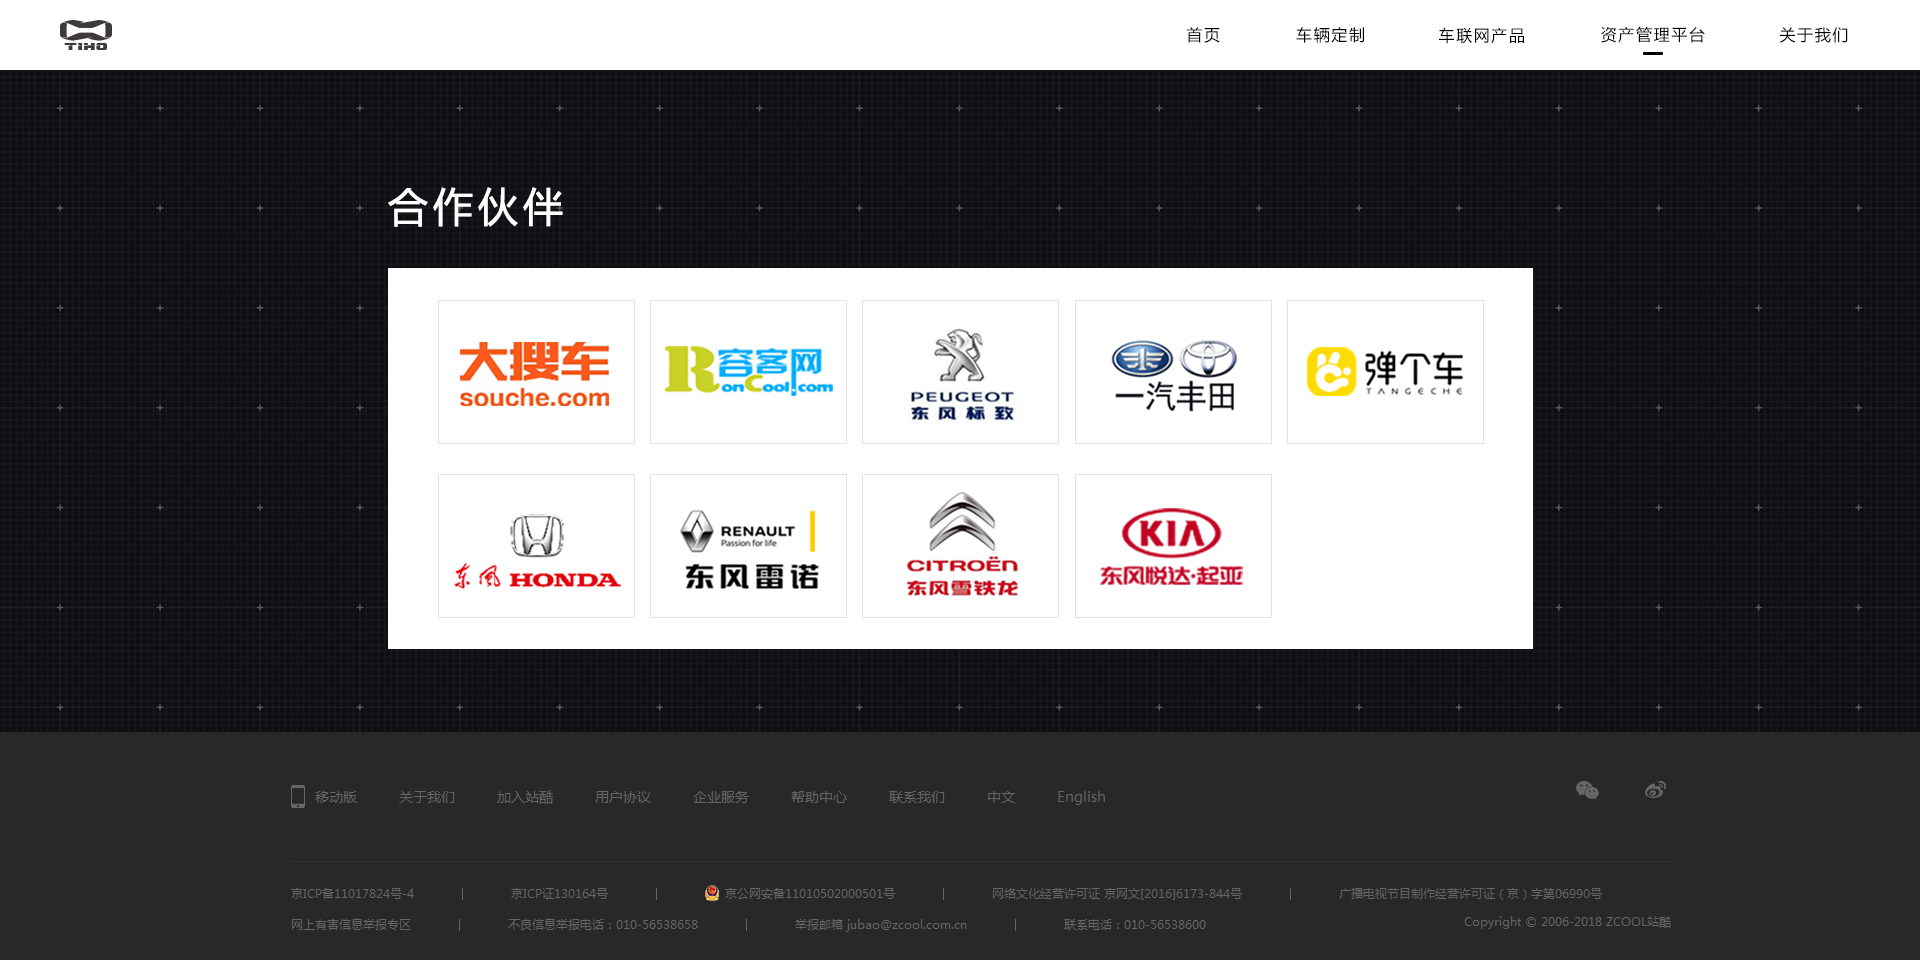 TIHO
首页 车辆定制 车联网产品 资产管理平台 关于我们
合作伙伴
大搜车
souche.com
R容客网
onCool.com
PEUGEOT
东风标致
一汽丰田
弹个车
TANGECHE
东风 HONDA
RENAULT
Passion for life
东风雷诺
CITROËN
东风雪铁龙
KIA
东风悦达·起亚
移动版 关于我们 加入站酷 用户协议 企业服务 帮助中心 联系我们 中文 English
京ICP备11017824号-4 | 京ICP证130164号 | 京公网安备11010502000501号 | 网络文化经营许可证 京网文[2016]6173-844号 | 广播电视节目制作经营许可证（京）字第06990号
网上有害信息举报专区 | 不良信息举报电话：010-56538658 | 举报邮箱 jubao@zcool.com.cn | 联系电话：010-56538600 Copyright © 2006-2018 ZCOOL站酷